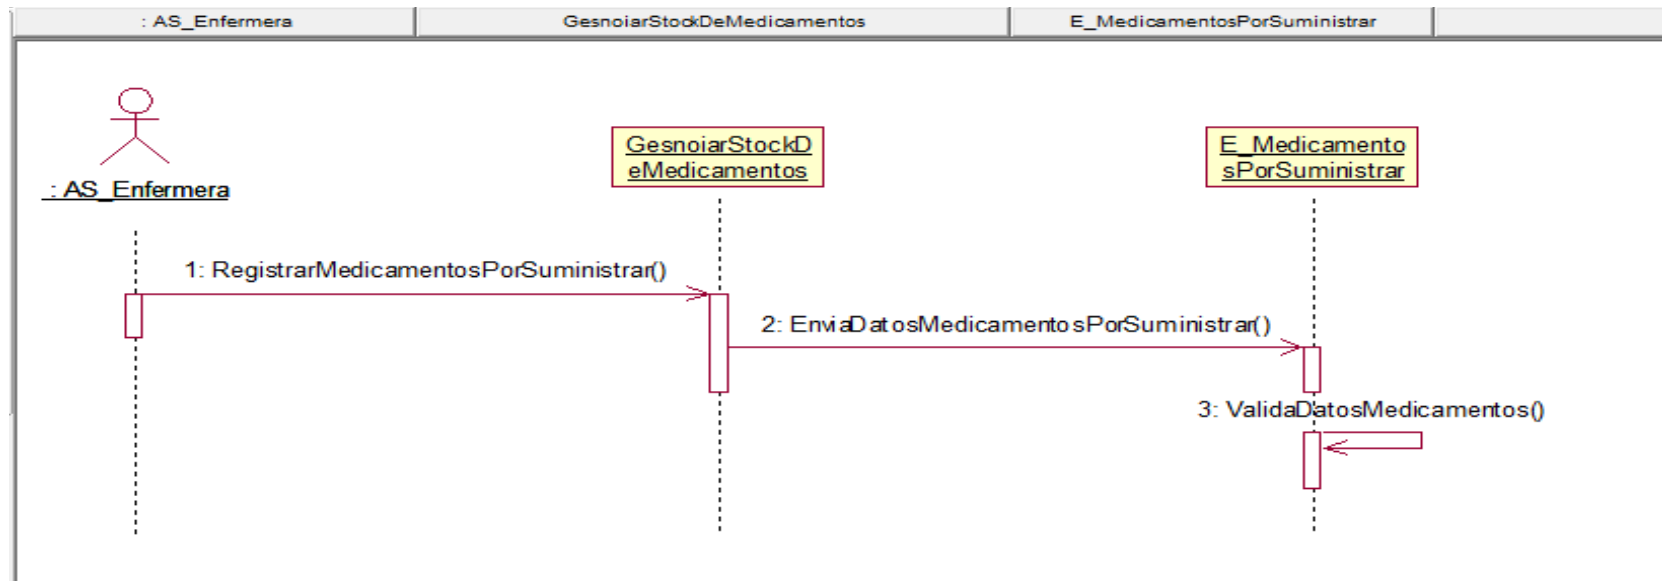 : AS_Enfermera
GesnoiarStockDeMedicamentos
E_MedicamentosPorSuministrar
GesnoiarStockD
eMedicamentos
E_Medicamento
sPorSuministrar
: AS_Enfermera
1: RegistrarMedicamentosPorSuministrar()
2: EnviaDatosMedicamentosPorSuministrar()
3: ValidaDatosMedicamentos()